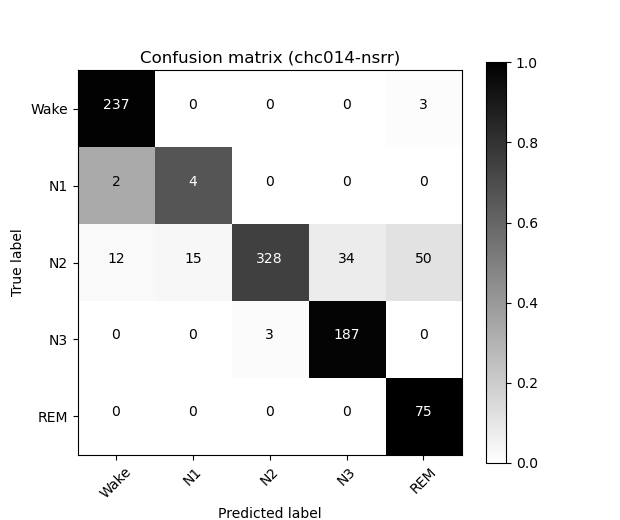 Confusion matrix (chc014-nsrr)
1.0
Wake 237 0 0 0 3
0.8
N1 2 4 0 0 0
0.6
True label
N2 12 15 328 34 50
0.4
N3 0 0 3 187 0
0.2
REM 0 0 0 0 75
0.0
Wake N1 N2 N3 REM
Predicted label